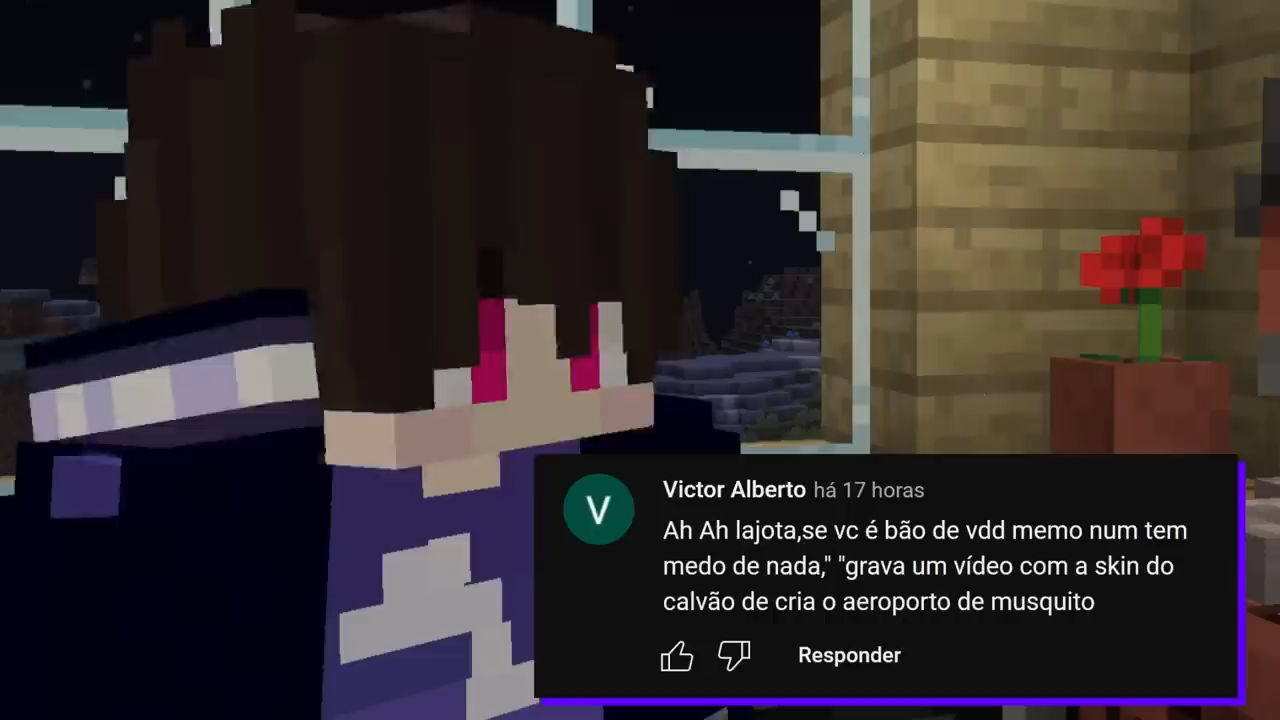 V
Victor Alberto há 17 horas
Ah Ah lajota,se vc é bão de vdd memo num tem
medo de nada," "grava um vídeo com a skin do
calvão de cria o aeroporto de musquito
Responder